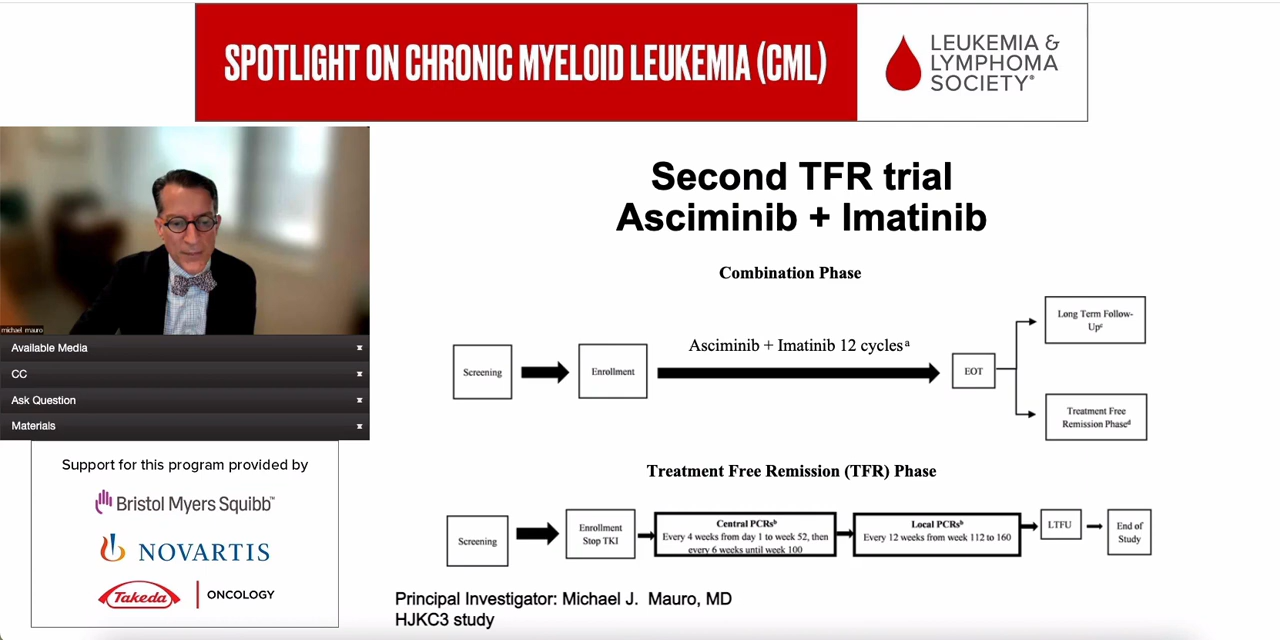 SPOTLIGHT ON CHRONIC MYELOID LEUKEMIA (CML)
LEUKEMIA &
LYMPHOMA
SOCIETY®
michael mauro
Available Media
CC
Ask Question
Materials
Support for this program provided by
Bristol Myers Squibb™
NOVARTIS
Takeda
ONCOLOGY
Second TFR trial
Asciminib + Imatinib
Combination Phase
Screening
Enrollment
Asciminib + Imatinib 12 cycles a
EOT
Long Term Follow-
Up c
Treatment Free
Remission Phase d
Treatment Free Remission (TFR) Phase
Screening
Enrollment
Stop TKI
Central PCRs b
Every 4 weeks from day 1 to week 52, then
every 6 weeks until week 100
Local PCRs b
Every 12 weeks from week 112 to 160
LTFU
End of
Study
Principal Investigator: Michael J. Mauro, MD
HJKC3 study